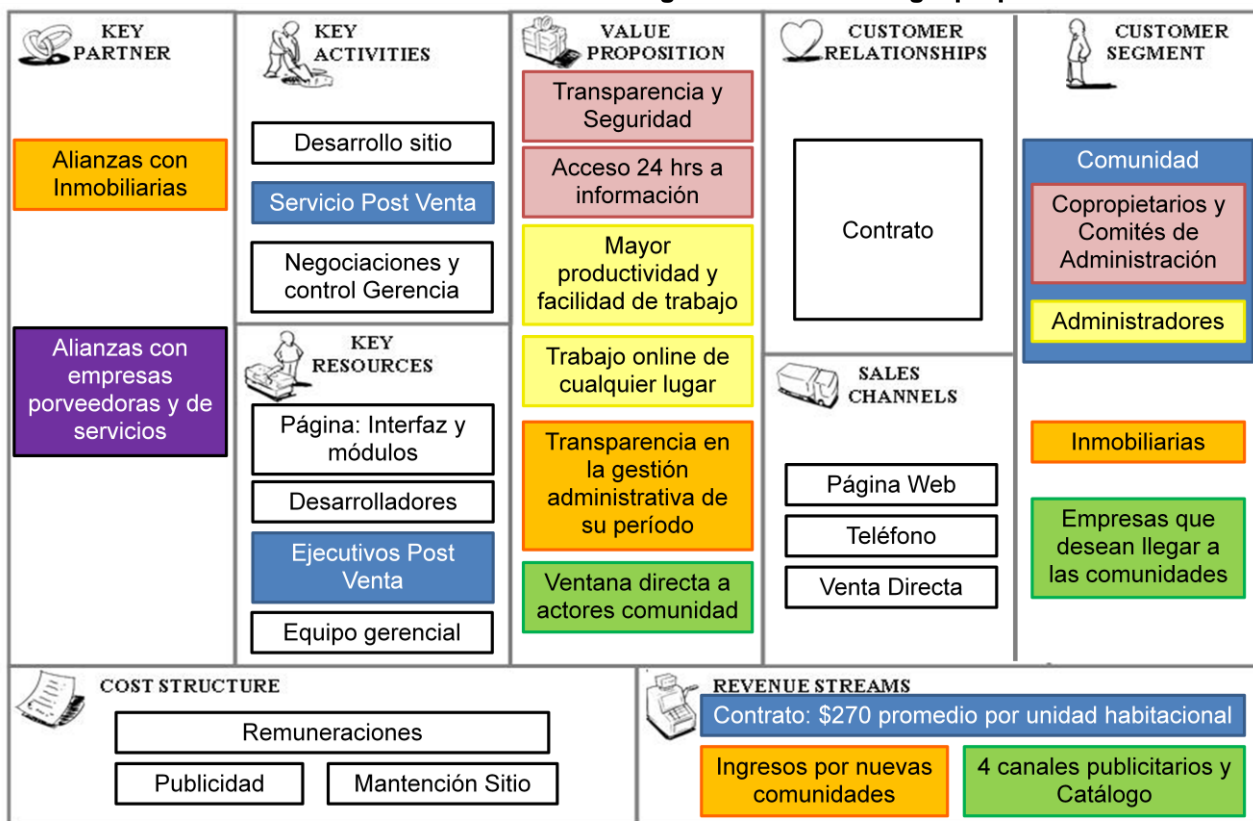 KEY
PARTNER
Alianzas con
Inmobiliarias
Alianzas con
empresas
porveedoras y de
servicios
KEY
ACTIVITIES
Desarrollo sitio
Servicio Post Venta
Negociaciones y
control Gerencia
KEY
RESOURCES
Página: Interfaz y
módulos
Desarrolladores
Ejecutivos Post
Venta
Equipo gerencial
VALUE
PROPOSITION
Transparencia y
Seguridad
Acceso 24 hrs a
información
Mayor
productividad y
facilidad de trabajo
Trabajo online de
cualquier lugar
Transparencia en
la gestión
administrativa de
su período
Ventana directa a
actores comunidad
CUSTOMER
RELATIONSHIPS
Contrato
SALES
CHANNELS
Página Web
Teléfono
Venta Directa
CUSTOMER
SEGMENT
Comunidad
Copropietarios y
Comités de
Administración
Administradores
Inmobiliarias
Empresas que
desean llegar a
las comunidades
COST STRUCTURE
Remuneraciones
Publicidad
Mantención Sitio
REVENUE STREAMS
Contrato: $270 promedio por unidad habitacional
Ingresos por nuevas
comunidades
4 canales publicitarios y
Catálogo